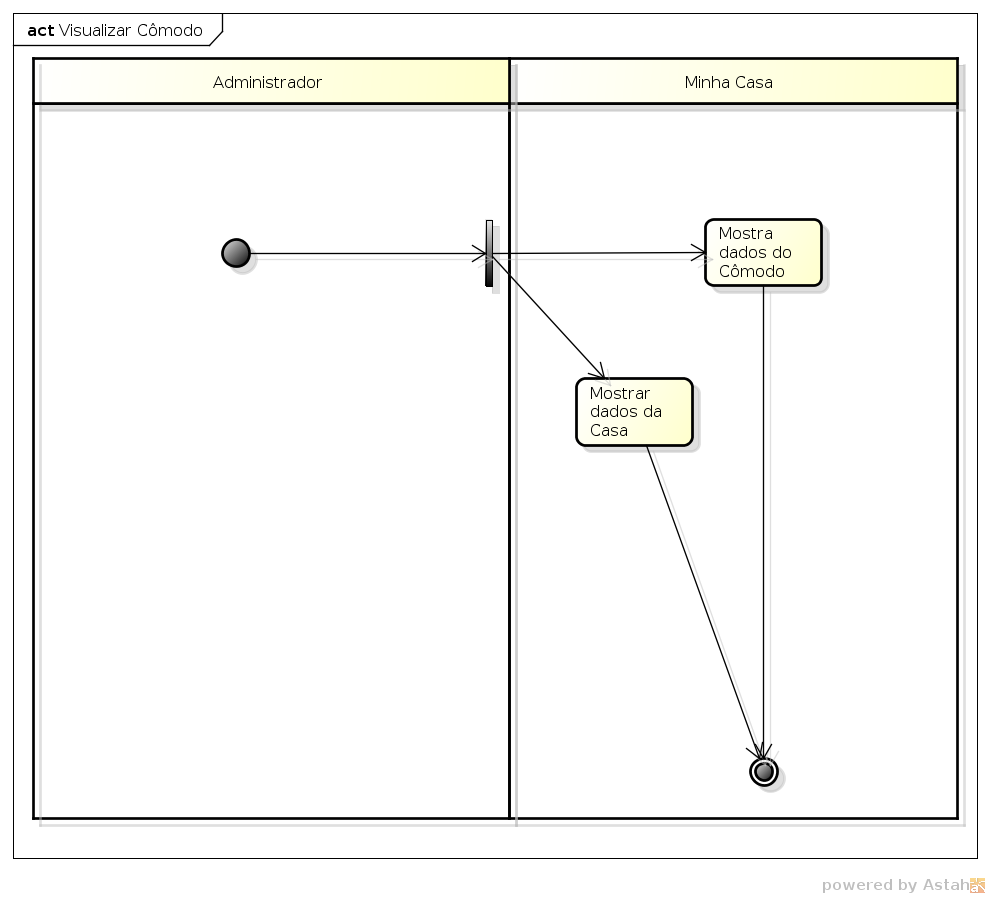 act Visualizar Cômodo
Administrador
Minha Casa
Mostra
dados do
Cômodo
Mostrar
dados da
Casa
powered by Astah